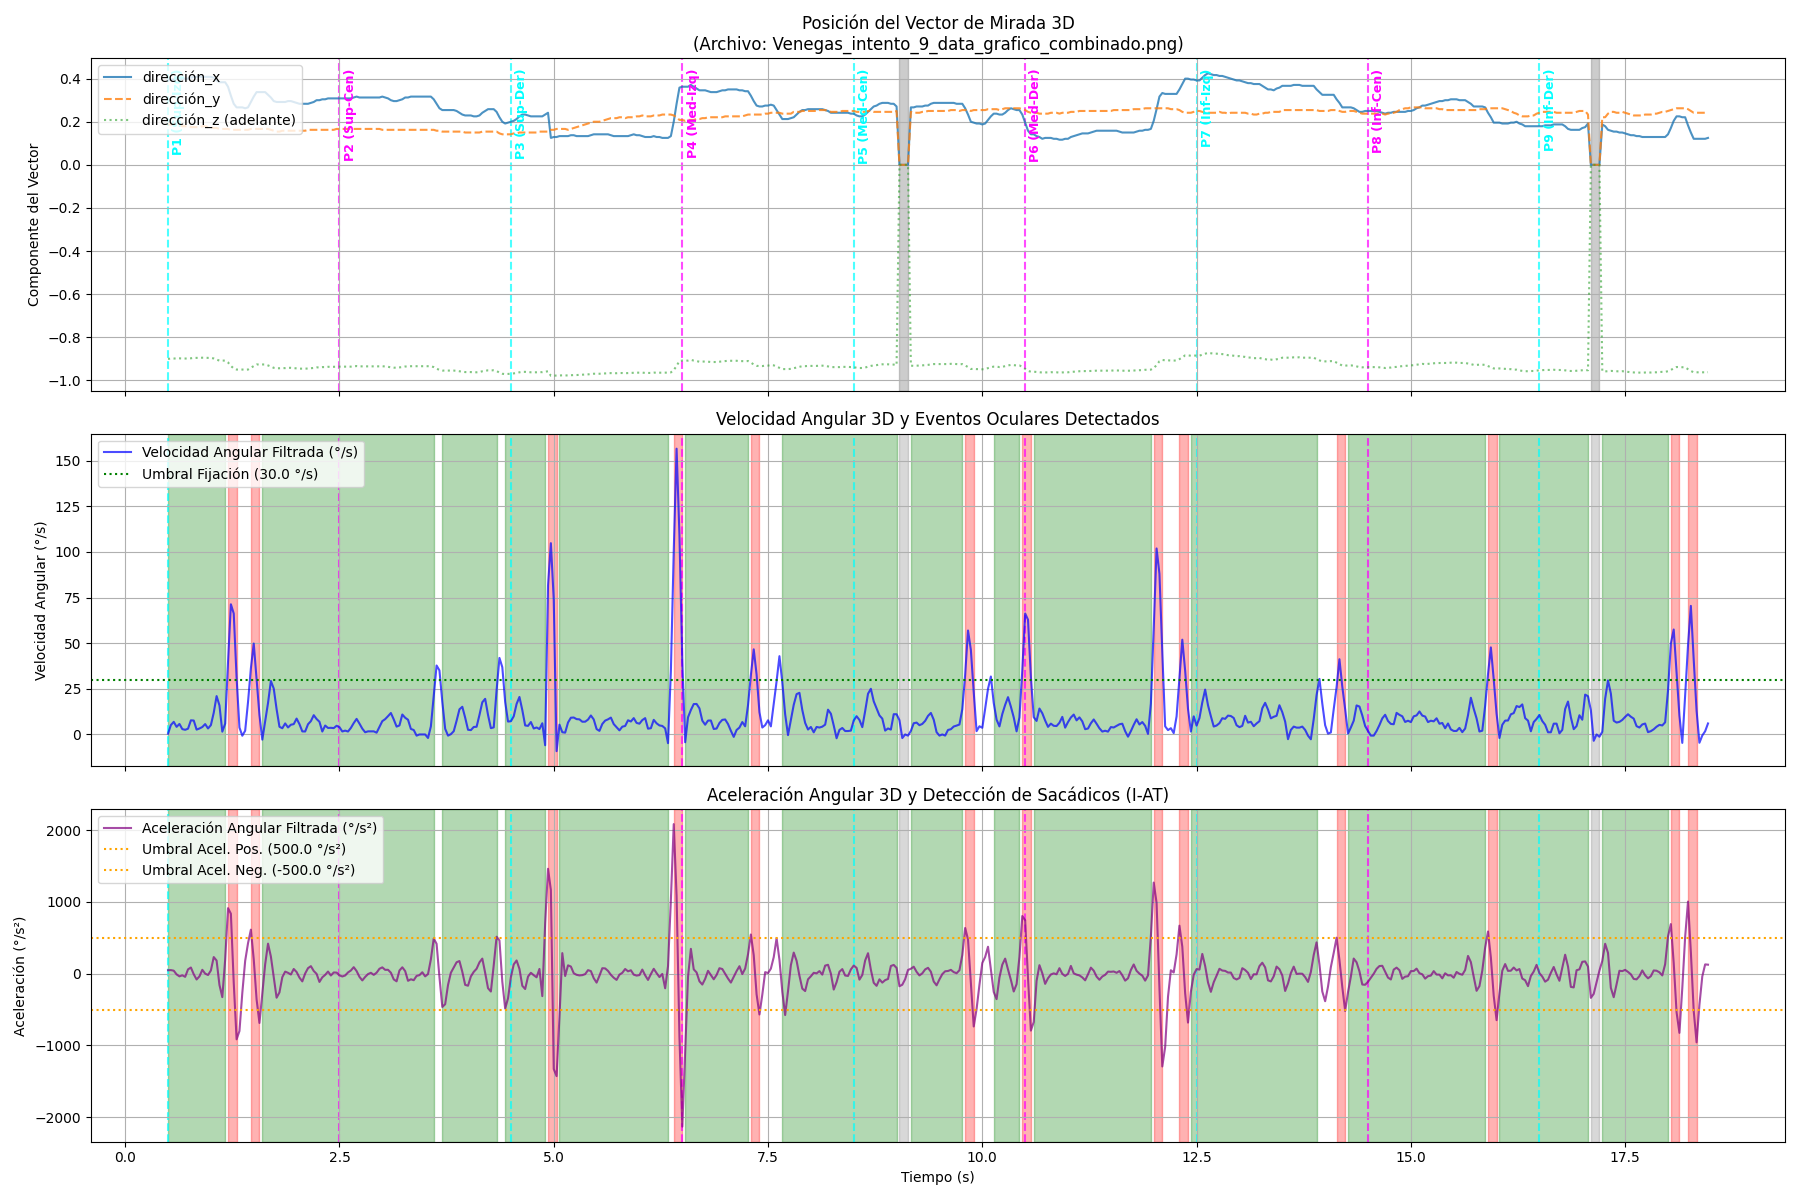 Posición del Vector de Mirada 3D
(Archivo: Venegas_intento_9_data_grafico_combinado.png)
Componente del Vector
0.4
0.2
0.0
−0.2
−0.4
−0.6
−0.8
−1.0
dirección_x
dirección_y
dirección_z (adelante)
P2 (Sup-Cen)
P3 (Sup-Der)
P4 (Med-Izq)
P5 (Med-Cen)
P6 (Med-Der)
P7 (Inf-Izq)
P8 (Inf-Cen)
P9 (Inf-Der)
P1
Velocidad Angular 3D y Eventos Oculares Detectados
Velocidad Angular (°/s)
150
125
100
75
50
25
0
Velocidad Angular Filtrada (°/s)
Umbral Fijación (30.0 °/s)
Aceleración Angular 3D y Detección de Sacádicos (I-AT)
Aceleración (°/s²)
2000
1000
0
−1000
−2000
Aceleración Angular Filtrada (°/s²)
Umbral Acel. Pos. (500.0 °/s²)
Umbral Acel. Neg. (-500.0 °/s²)
0.0 2.5 5.0 7.5 10.0 12.5 15.0 17.5
Tiempo (s)